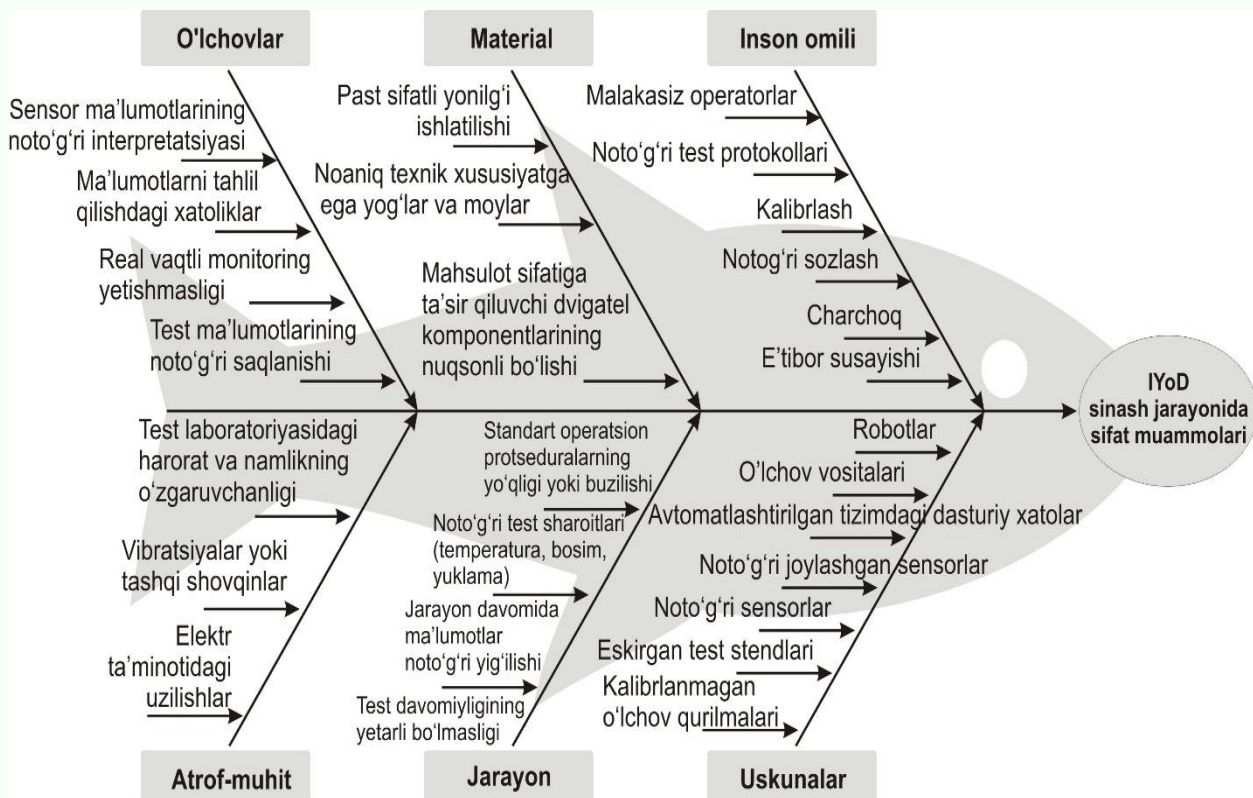 O'lchovlar
Material
Inson omili
Sensor ma’lumotlarining
noto‘g‘ri interpretatsiyasi
Ma’lumotlarni tahlil
qilishdagi xatoliklar
Real vaqtli monitoring
yetishmasligi
Test ma’lumotlarining
noto‘g‘ri saqlanishi
Past sifatli yonilg‘i
ishlatilishi
Noaniq texnik xususiyatga
ega yog‘lar va moylar
Mahsulot sifatiga
ta’sir qiluvchi dvigatel
komponentlarining
nuqsonli bo‘lishi
Malakasiz operatorlar
Noto‘g‘ri test protokollari
Kalibrlash
Notog‘ri sozlash
Charchoq
E’tibor susayishi
IYoD
sinash jarayonida
sifat muammolari
Test laboratoriyasidagi
harorat va namlikning
o‘zgaruvchanligi
Vibratsiyalar yoki
tashqi shovqinlar
Elektr
ta’minotidagi
uzilishlar
Standart operatsion
protseduralarning
yo‘qligi yoki buzilishi
Noto‘g‘ri test sharoitlari
(temperatura, bosim,
yuklama)
Jarayon davomida
ma’lumotlar
noto‘g‘ri yig‘ilishi
Test davomiyligining
yetarli bo‘lmasligi
Robotlar
O’lchov vositalari
Avtomatlashtirilgan tizimdagi dasturiy xatolar
Noto‘g‘ri joylashgan sensorlar
Noto‘g‘ri sensorlar
Eskirgan test stendlari
Kalibrlanmagan
o‘lchov qurilmalari
Atrof-muhit
Jarayon
Uskunalar